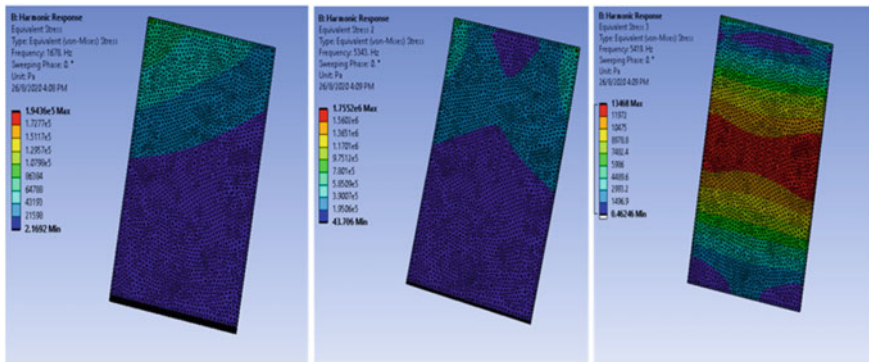 B: Harmonic Response
Equivalent Stress
Type: Equivalent (von-Mises) Stress
Frequency: 1678. Hz
Sweeping Phase: 0. °
Unit: Pa
26/8/2020 4:08 PM
1.9436e5 Max
1.7277e5
1.5117e5
1.2957e5
1.0798e5
86384
64788
43193
21598
2.1692 Min
B: Harmonic Response
Equivalent Stress 2
Type: Equivalent (von-Mises) Stress
Frequency: 5343. Hz
Sweeping Phase: 0. °
Unit: Pa
26/8/2020 4:09 PM
1.7552e6 Max
1.5602e6
1.3651e6
1.1701e6
9.7512e5
7.801e5
5.8509e5
3.9007e5
1.9506e5
43.706 Min
B: Harmonic Response
Equivalent Stress 3
Type: Equivalent (von-Mises) Stress
Frequency: 5419. Hz
Sweeping Phase: 0. °
Unit: Pa
26/8/2020 4:09 PM
13468 Max
11972
10475
8978.8
7482.4
5986
4489.6
2993.2
1496.9
0.46246 Min